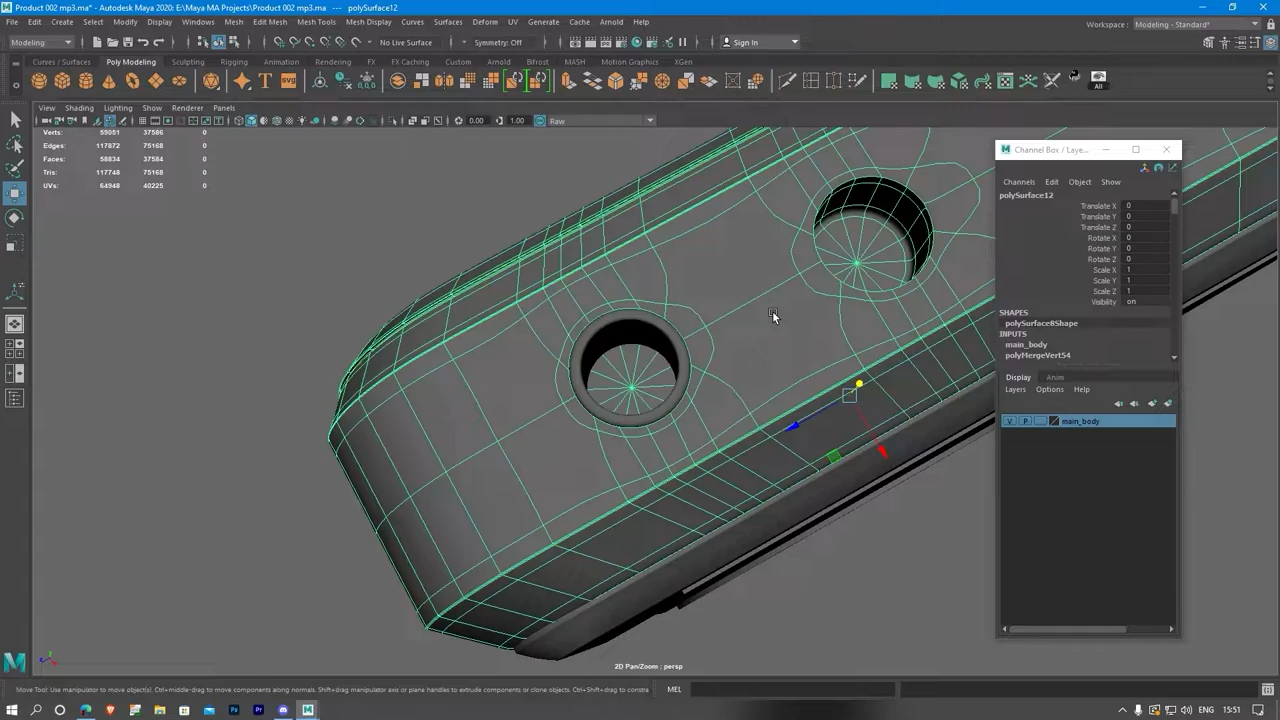 Product 002 mp3.ma* - Autodesk Maya 2020: E:\Maya MA Projects\Product 002 mp3.ma --- polySurface12
File Edit Create Select Modify Display Windows Mesh Edit Mesh Mesh Tools Mesh Display Curves Surfaces Deform UV Generate Cache Arnold Help
Workspace : Modeling - Standard*
Modeling No Live Surface Symmetry: Off Sign In
Curves / Surfaces Poly Modeling Sculpting Rigging Animation Rendering FX FX Caching Custom Arnold Bifrost MASH Motion Graphics XGen
T SVG All
View Shading Lighting Show Renderer Panels
0.00 1.00 Raw
Verts: 59051 37586 0
Edges: 117872 75168 0
Faces: 58834 37584 0
Tris: 117748 75168 0
UVs: 64948 40225 0
Channel Box / Laye...
Channels Edit Object Show
polySurface12
Translate X 0
Translate Y 0
Translate Z 0
Rotate X 0
Rotate Y 0
Rotate Z 0
Scale X 1
Scale Y 1
Scale Z 1
Visibility on
SHAPES
polySurface8Shape
INPUTS
main_body
polyMergeVert54
Display Anim
Layers Options Help
V P main_body
2D Pan/Zoom : persp
Move Tool: Use manipulator to move object(s). Ctrl+middle-drag to move components along normals. Shift+drag manipulator axis or plane handles to extrude components or clone objects. Ctrl+Shift+drag to constra
MEL
ENG 15:51